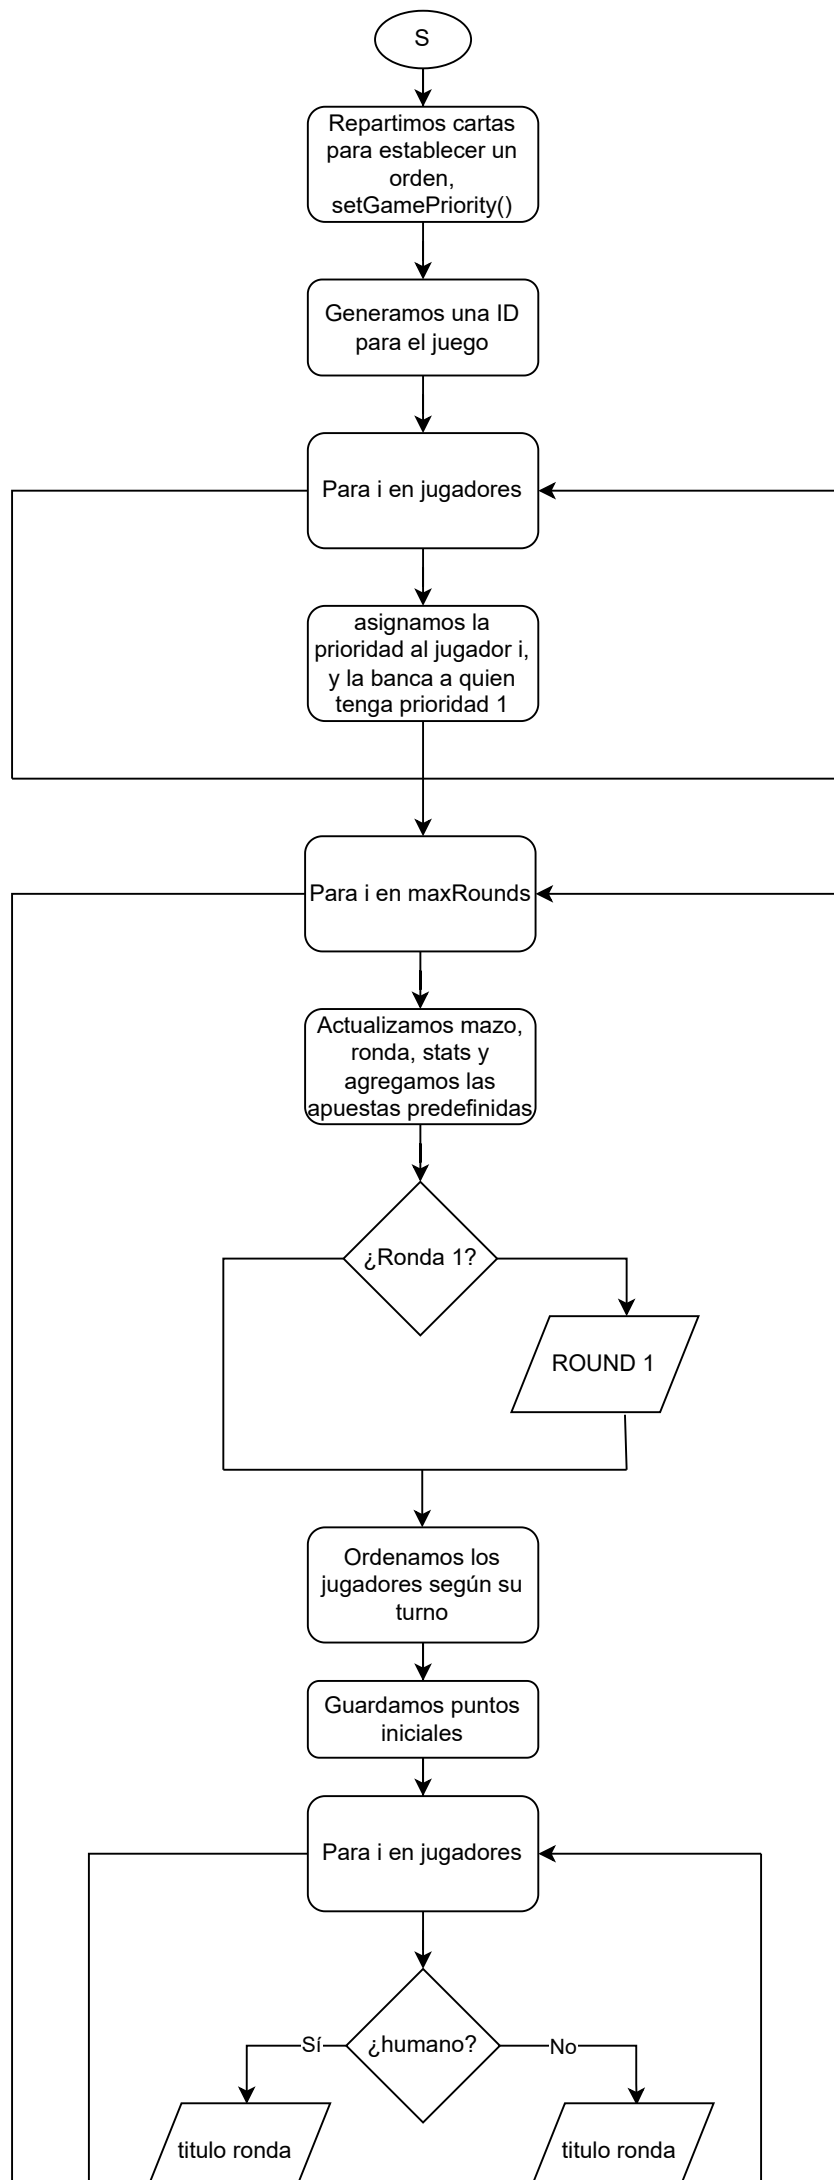 S
Repartimos cartas
para establecer un
orden,
setGamePriority()
Generamos una ID
para el juego
Para i en jugadores
asignamos la
prioridad al jugador i,
y la banca a quien
tenga prioridad 1
Para i en maxRounds
Actualizamos mazo,
ronda, stats y
agregamos las
apuestas predefinidas
¿Ronda 1?
ROUND 1
Ordenamos los
jugadores según su
turno
Guardamos puntos
iniciales
Para i en jugadores
¿humano?
Sí
No
titulo ronda
titulo ronda